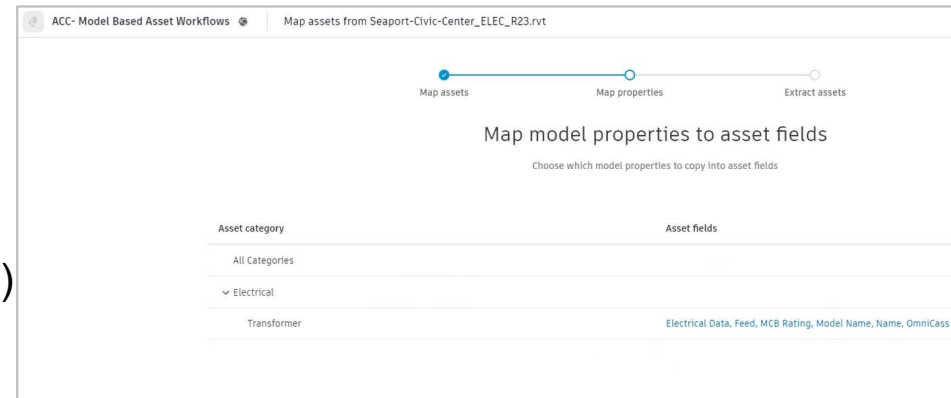 ACC- Model Based Asset Workflows Map assets from Seaport-Civic-Center_ELEC_R23.rvt
Map assets Map properties Extract assets
Map model properties to asset fields
Choose which model properties to copy into asset fields
Asset category Asset fields
All Categories
)
Electrical
Transformer Electrical Data, Feed, MCB Rating, Model Name, Name, OmniCass